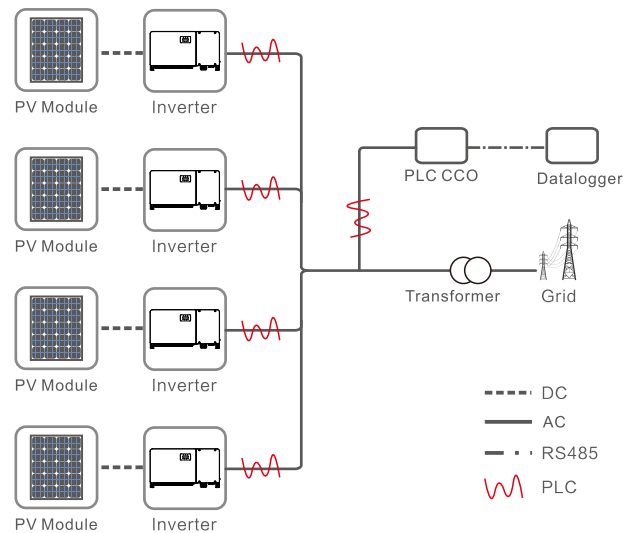 PV Module
Inverter
PLC CCO
Datalogger
PV Module
Inverter
Transformer
Grid
PV Module
Inverter
DC
AC
RS485
PLC
PV Module
Inverter